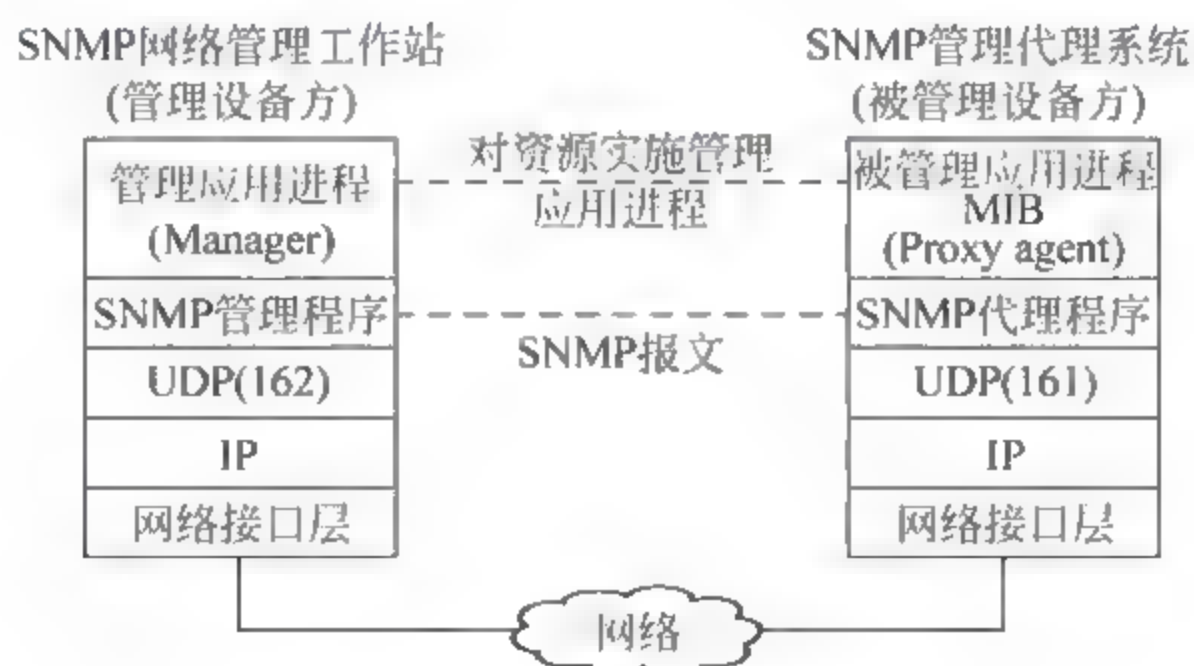 SNMP网络管理工作站
(管理设备方)
SNMP管理代理系统
(被管理设备方)
管理应用进程
(Manager)
对资源实施管理
应用进程
被管理应用进程
MIB
(Proxy agent)
SNMP管理程序
SNMP报文
SNMP代理程序
UDP(162)
UDP(161)
IP
IP
网络接口层
网络接口层
网络